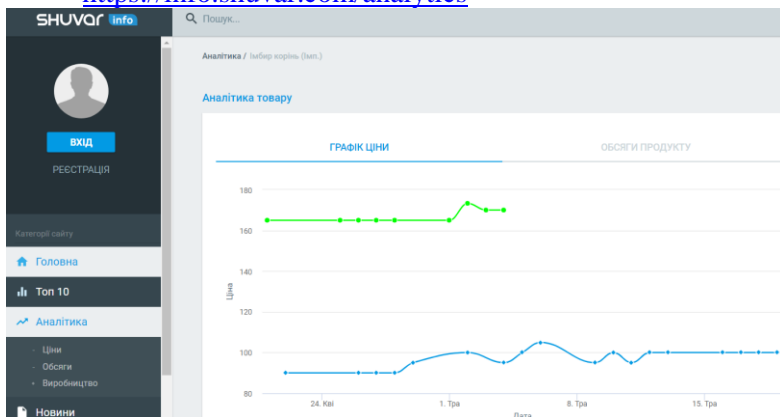 https://info.shuvar.com/analytics
SHUVAR info
Пошук...
Аналітика / Імбир корінь (Імп.)
Аналітика товару
ВХІД
РЕЄСТРАЦІЯ
ГРАФІК ЦІНИ
ОБСЯГИ ПРОДУКТУ
Категорії сайту
Головна
Топ 10
Аналітика
- Ціни
- Обсяги
- Виробництво
Новини
Ціна
180
160
140
120
100
80
24. Кві
1. Тра
8. Тра
15. Тра
Дата